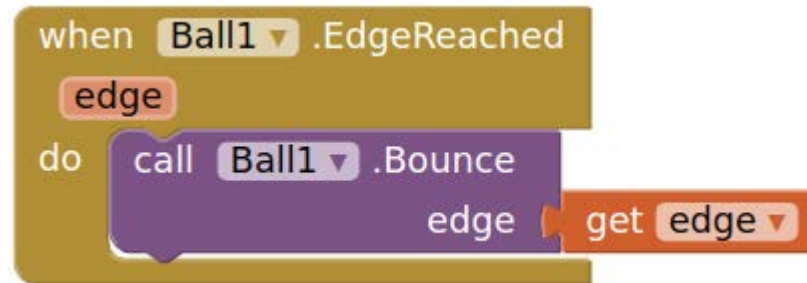 when Ball1 .EdgeReached
edge
do call Ball1 .Bounce
edge get edge